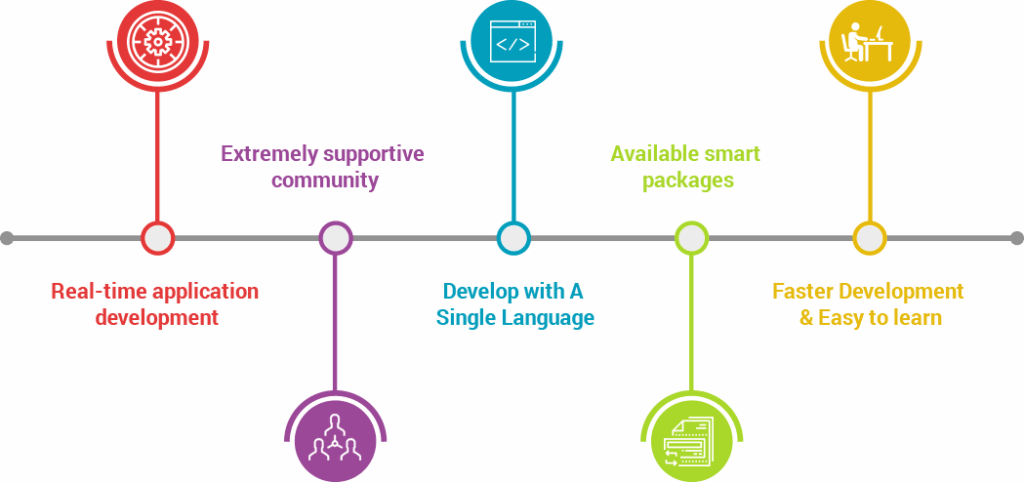 Extremely supportive
community
Available smart
packages
Real-time application
development
Develop with A
Single Language
Faster Development
& Easy to learn